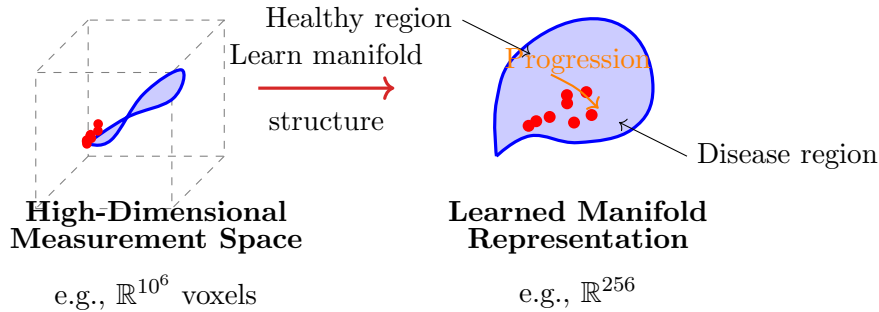 Healthy region
Learn manifold
structure
Progression
Disease region
High-Dimensional
Measurement Space
e.g., ℝ^{10^6} voxels
Learned Manifold
Representation
e.g., ℝ^{256}